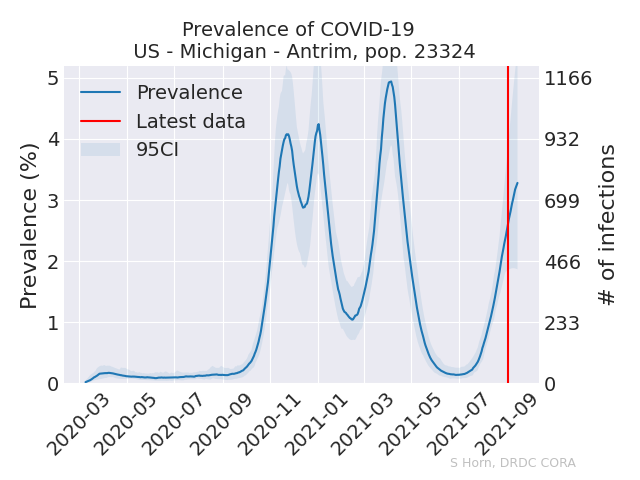 Prevalence of COVID-19
US - Michigan - Antrim, pop. 23324
Prevalence
Latest data
95CI
Prevalence (%)
5
4
3
2
1
0
1166
932
699
466
233
0
# of infections
2020-03
2020-05
2020-07
2020-09
2020-11
2021-01
2021-03
2021-05
2021-07
2021-09
S Horn, DRDC CORA